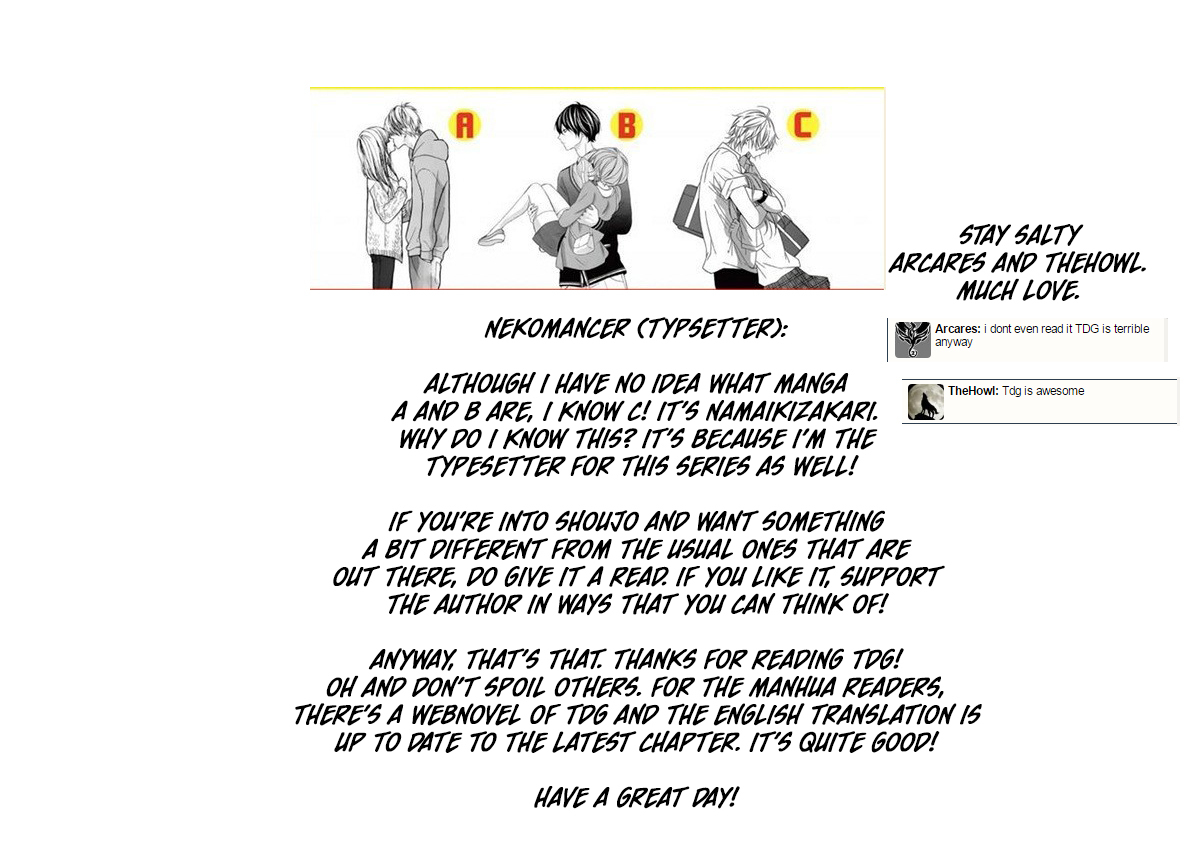 A
B
C
STAY SALTY
ARCARES AND THEHOWL.
MUCH LOVE.
Arcares: i dont even read it TDG is terrible
anyway
TheHowl: Tdg is awesome
NEKOMANCER (TYPSETTER):
ALTHOUGH I HAVE NO IDEA WHAT MANGA
A AND B ARE, I KNOW C! IT'S NAMAIKIZAKARI.
WHY DO I KNOW THIS? IT'S BECAUSE I'M THE
TYPESETTER FOR THIS SERIES AS WELL!
IF YOU'RE INTO SHOUJO AND WANT SOMETHING
A BIT DIFFERENT FROM THE USUAL ONES THAT ARE
OUT THERE, DO GIVE IT A READ. IF YOU LIKE IT, SUPPORT
THE AUTHOR IN WAYS THAT YOU CAN THINK OF!
ANYWAY, THAT'S THAT. THANKS FOR READING TDG!
OH AND DON'T SPOIL OTHERS. FOR THE MANHUA READERS,
THERE'S A WEBNOVEL OF TDG AND THE ENGLISH TRANSLATION IS
UP TO DATE TO THE LATEST CHAPTER. IT'S QUITE GOOD!
HAVE A GREAT DAY!